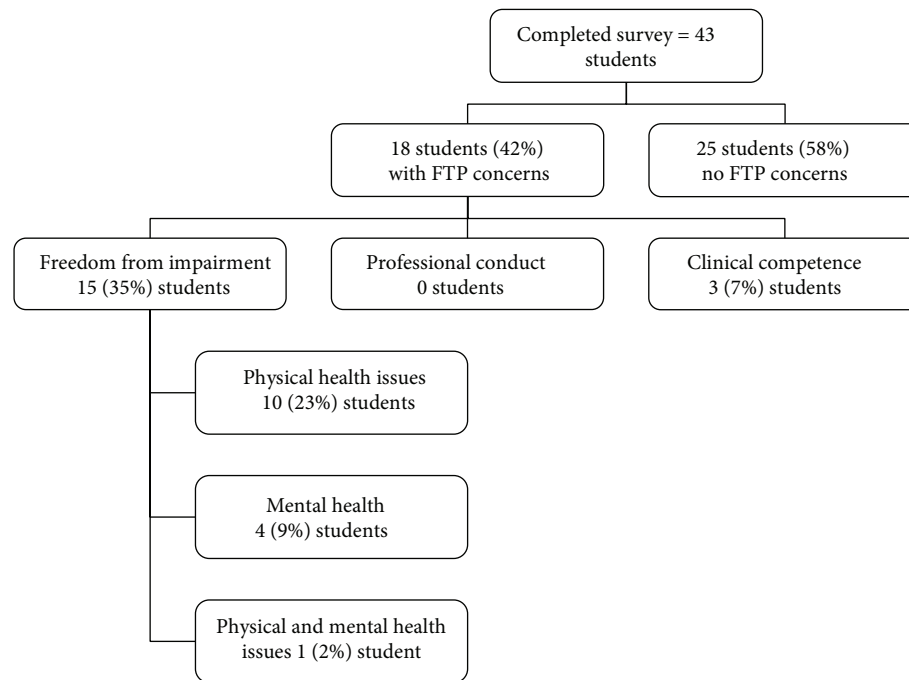 Completed survey = 43
students
18 students (42%)
with FTP concerns
25 students (58%)
no FTP concerns
Freedom from impairment
15 (35%) students
Professional conduct
0 students
Clinical competence
3 (7%) students
Physical health issues
10 (23%) students
Mental health
4 (9%) students
Physical and mental health
issues 1 (2%) student